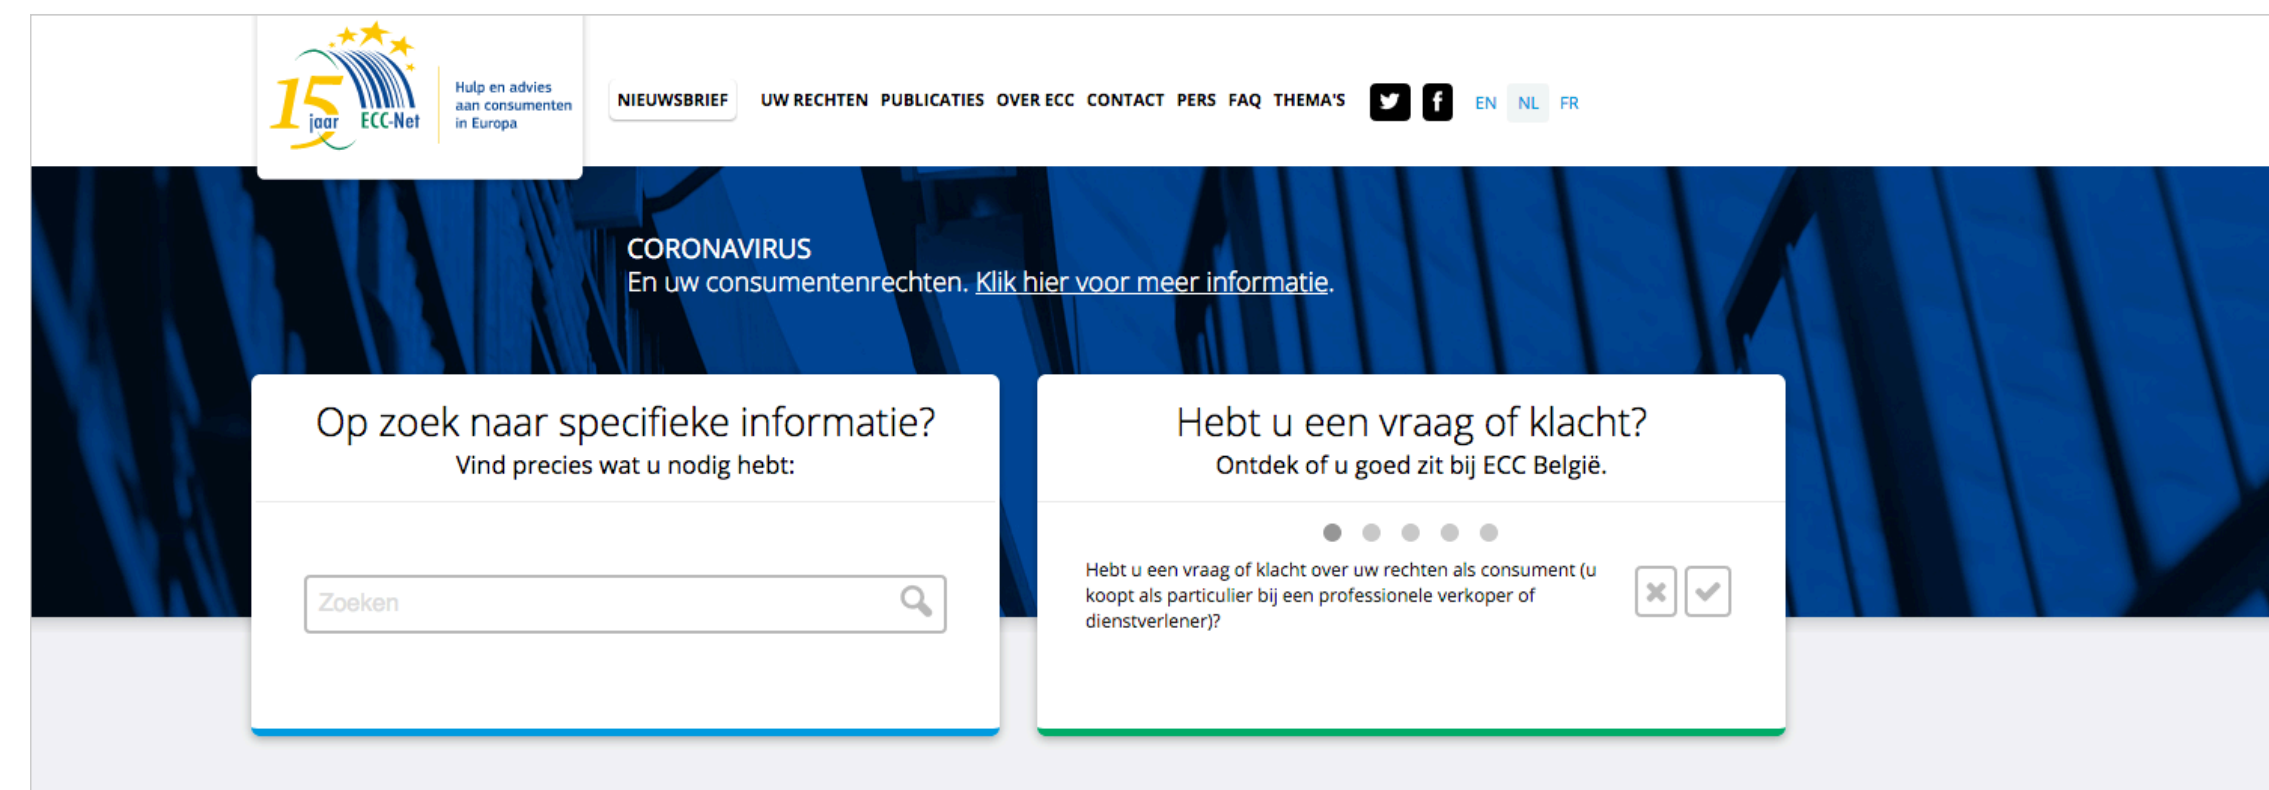 15
jaar ECC-Net
Hulp en advies
aan consumenten
in Europa
NIEUWSBRIEF UW RECHTEN PUBLICATIES OVER ECC CONTACT PERS FAQ THEMA'S f EN NL FR
CORONAVIRUS
En uw consumentenrechten. Klik hier voor meer informatie.
Op zoek naar specifieke informatie?
Vind precies wat u nodig hebt:
Zoeken
Hebt u een vraag of klacht?
Ontdek of u goed zit bij ECC België.
Hebt u een vraag of klacht over uw rechten als consument (u
koopt als particulier bij een professionele verkoper of
dienstverlener)?